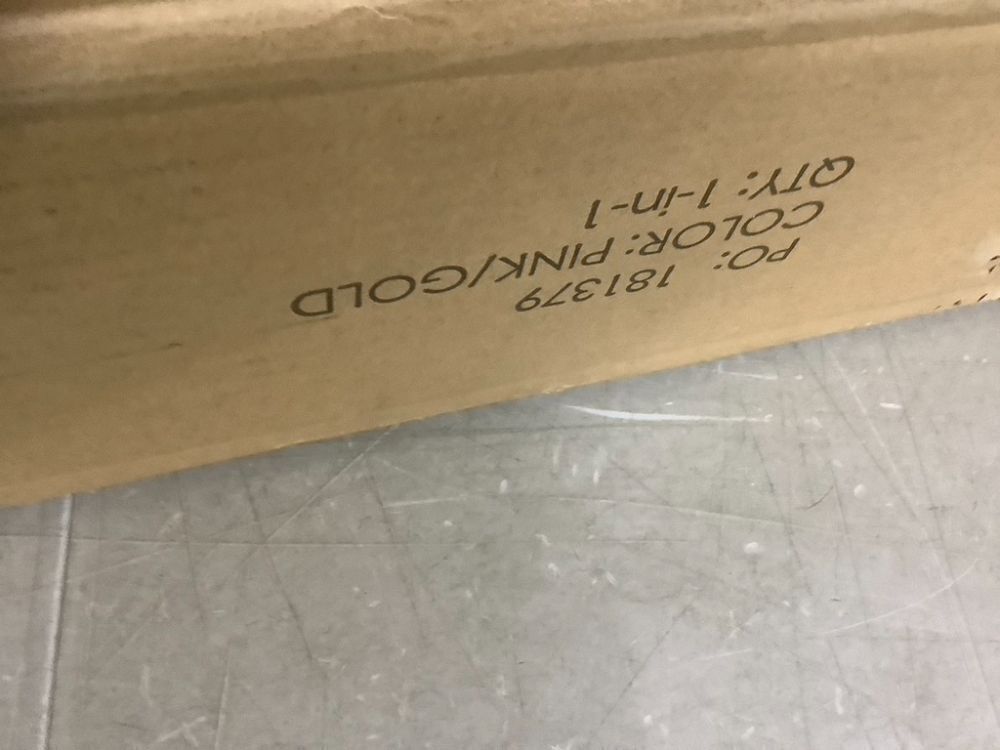 PO: 181379
COLOR: PINK/GOLD
QTY: 1-in-1